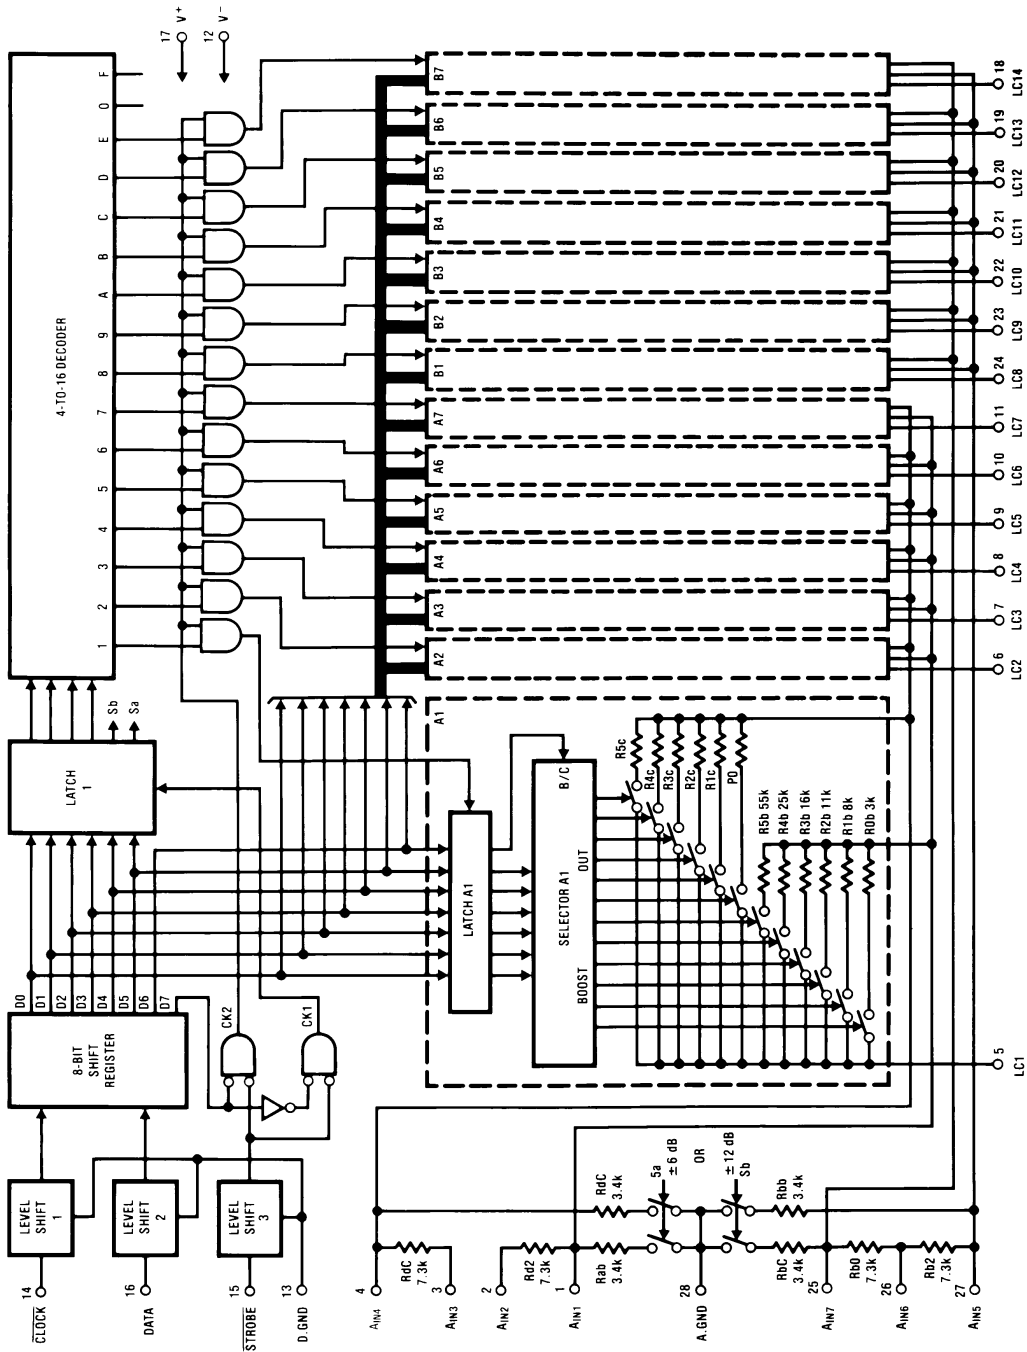 CLOCK
14
DATA
16
STROBE
15
D.GND
13
LEVEL
SHIFT
1
LEVEL
SHIFT
2
LEVEL
SHIFT
3
8-BIT
SHIFT
REGISTER
D0
D1
D2
D3
D4
D5
D6
D7
CK2
CK1
LATCH
1
Sb
Sa
4-TO-16 DECODER
1
2
3
4
5
6
7
8
9
A
B
C
D
E
O
F
17
V+
12
V−
A1
LATCH A1
SELECTOR A1
B/C
OUT
BOOST
R5c
R4c
R3c
R2c
R1c
PO
R5b 55k
R4b 25k
R3b 16k
R2b 11k
R1b 8k
R0b 3k
A2
A3
A4
A5
A6
A7
B1
B2
B3
B4
B5
B6
B7
4
AIN4
RdC
7.3k
3
AIN3
2
AIN2
Rd2
7.3k
1
AIN1
RdC
3.4k
Rab
3.4k
5a
±6 dB
OR
±12 dB
Sb
28
A.GND
Rbb
3.4k
RbC
3.4k
25
AIN7
Rb0
7.3k
26
AIN6
Rb2
7.3k
27
AIN5
5
LC1
6
LC2
7
LC3
8
LC4
9
LC5
10
LC6
11
LC7
24
LC8
23
LC9
22
LC10
21
LC11
20
LC12
19
LC13
18
LC14